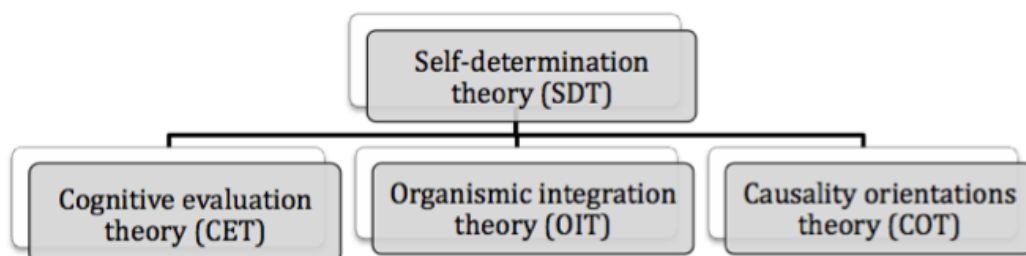 Self-determination
theory (SDT)
Cognitive evaluation
theory (CET)
Organismic integration
theory (OIT)
Causality orientations
theory (COT)